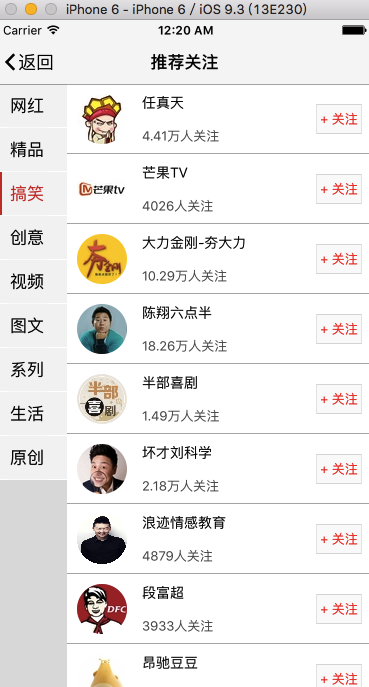 iPhone 6 - iPhone 6 / iOS 9.3 (13E230)
Carrier 12:20 AM
返回 推荐关注
网红
精品
搞笑
创意
视频
图文
系列
生活
原创
任真天
4.41万人关注
+ 关注
芒果tv
芒果TV
4026人关注
+ 关注
夯金刚
大力金刚-夯大力
10.29万人关注
+ 关注
陈翔六点半
18.26万人关注
+ 关注
半部
喜剧
半部喜剧
1.49万人关注
+ 关注
坏才刘科学
2.18万人关注
+ 关注
浪迹情感教育
4879人关注
+ 关注
DFC
段富超
3933人关注
+ 关注
昂驰豆豆
+ 关注